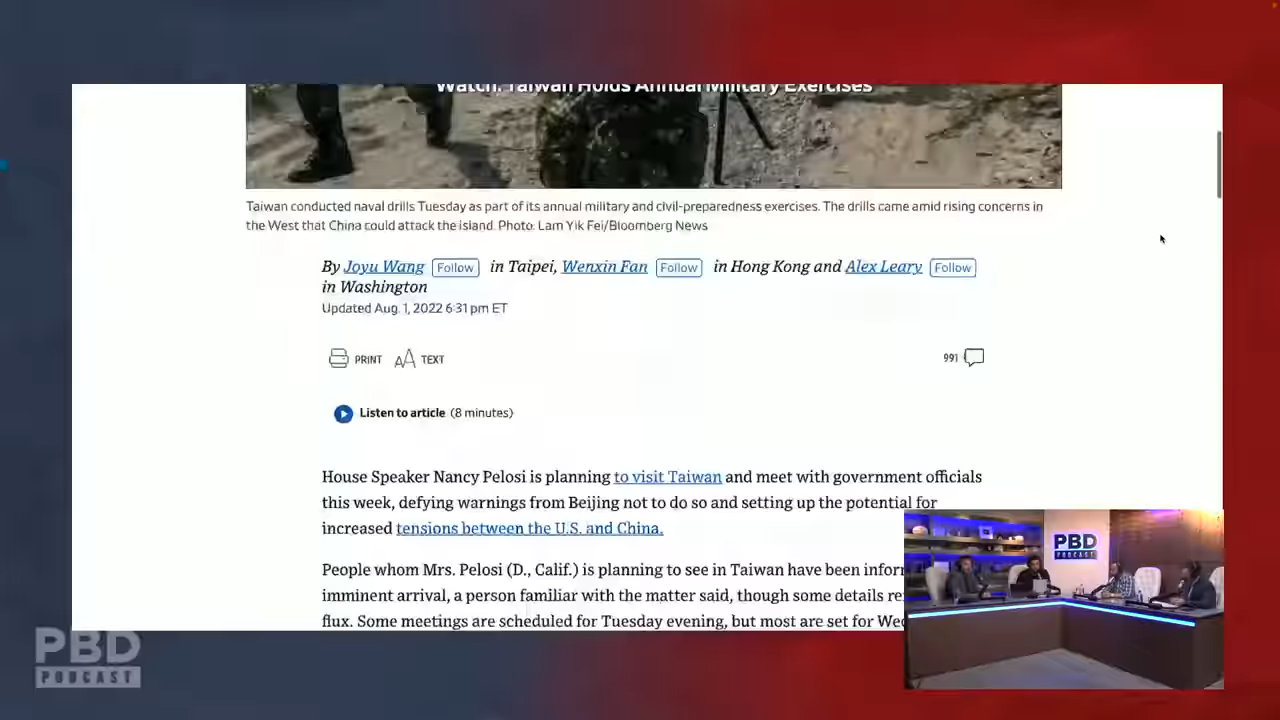 Watch: Taiwan Holds Annual Military Exercises
Taiwan conducted naval drills Tuesday as part of its annual military and civil-preparedness exercises. The drills came amid rising concerns in
the West that China could attack the island. Photo: Lam Yik Fei/Bloomberg News
By Joyu Wang Follow in Taipei, Wenxin Fan Follow in Hong Kong and Alex Leary Follow
in Washington
Updated Aug. 1, 2022 6:31 pm ET
PRINT TEXT 991
Listen to article (8 minutes)
House Speaker Nancy Pelosi is planning to visit Taiwan and meet with government officials
this week, defying warnings from Beijing not to do so and setting up the potential for
increased tensions between the U.S. and China.
People whom Mrs. Pelosi (D., Calif.) is planning to see in Taiwan have been
imminent arrival, a person familiar with the matter said, though some details
flux. Some meetings are scheduled for Tuesday evening, but most are set for
PBD
PODCAST
PBD
PODCAST